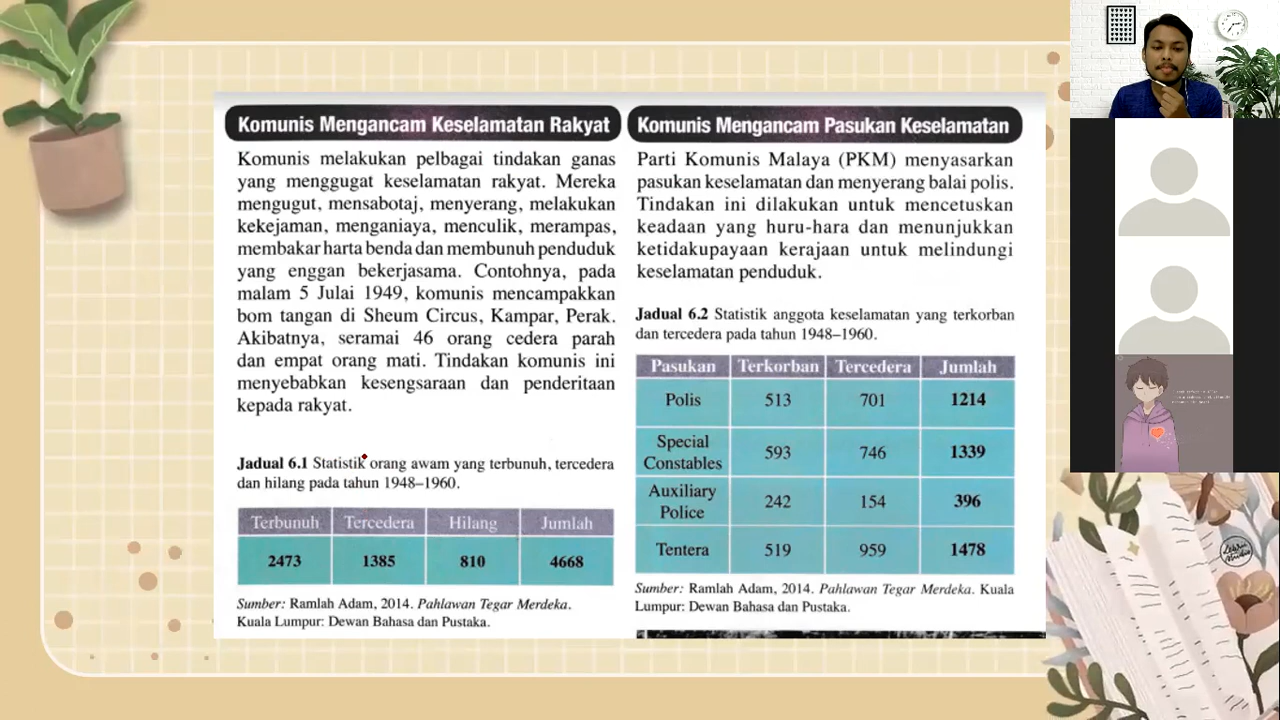 Komunis Mengancam Keselamatan Rakyat
Komunis melakukan pelbagai tindakan ganas
yang menggugat keselamatan rakyat. Mereka
mengugut, mensabotaj, menyerang, melakukan
kekejaman, menganiaya, menculik, merampas,
membakar harta benda dan membunuh penduduk
yang enggan bekerjasama. Contohnya, pada
malam 5 Julai 1949, komunis mencampakkan
bom tangan di Sheum Circus, Kampar, Perak.
Akibatnya, seramai 46 orang cedera parah
dan empat orang mati. Tindakan komunis ini
menyebabkan kesengsaraan dan penderitaan
kepada rakyat.
Jadual 6.1 Statistik orang awam yang terbunuh, tercedera
dan hilang pada tahun 1948–1960.
Terbunuh Tercedera Hilang Jumlah
2473 1385 810 4668
Sumber: Ramlah Adam, 2014. Pahlawan Tegar Merdeka.
Kuala Lumpur: Dewan Bahasa dan Pustaka.
Komunis Mengancam Pasukan Keselamatan
Parti Komunis Malaya (PKM) menyasarkan
pasukan keselamatan dan menyerang balai polis.
Tindakan ini dilakukan untuk mencetuskan
keadaan yang huru-hara dan menunjukkan
ketidakupayaan kerajaan untuk melindungi
keselamatan penduduk.
Jadual 6.2 Statistik anggota keselamatan yang terkorban
dan tercedera pada tahun 1948–1960.
Pasukan Terkorban Tercedera Jumlah
Polis 513 701 1214
Special
Constables 593 746 1339
Auxiliary
Police 242 154 396
Tentera 519 959 1478
Sumber: Ramlah Adam, 2014. Pahlawan Tegar Merdeka. Kuala
Lumpur: Dewan Bahasa dan Pustaka.